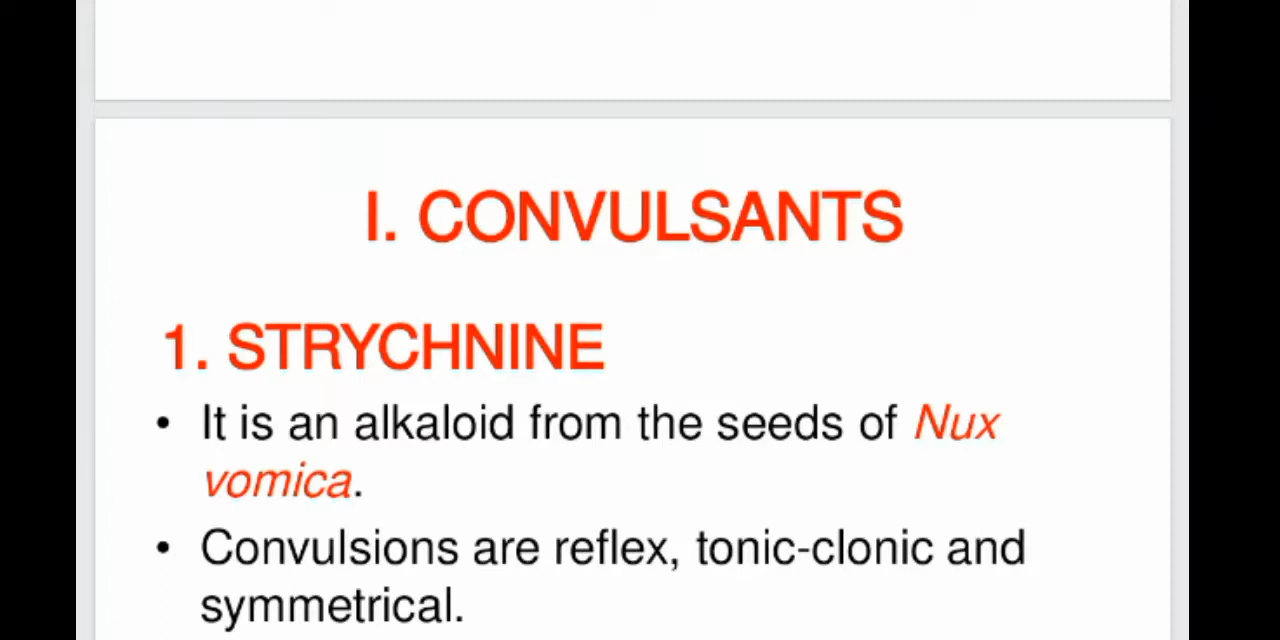 I. CONVULSANTS
1. STRYCHNINE
• It is an alkaloid from the seeds of Nux
vomica.
• Convulsions are reflex, tonic-clonic and
symmetrical.